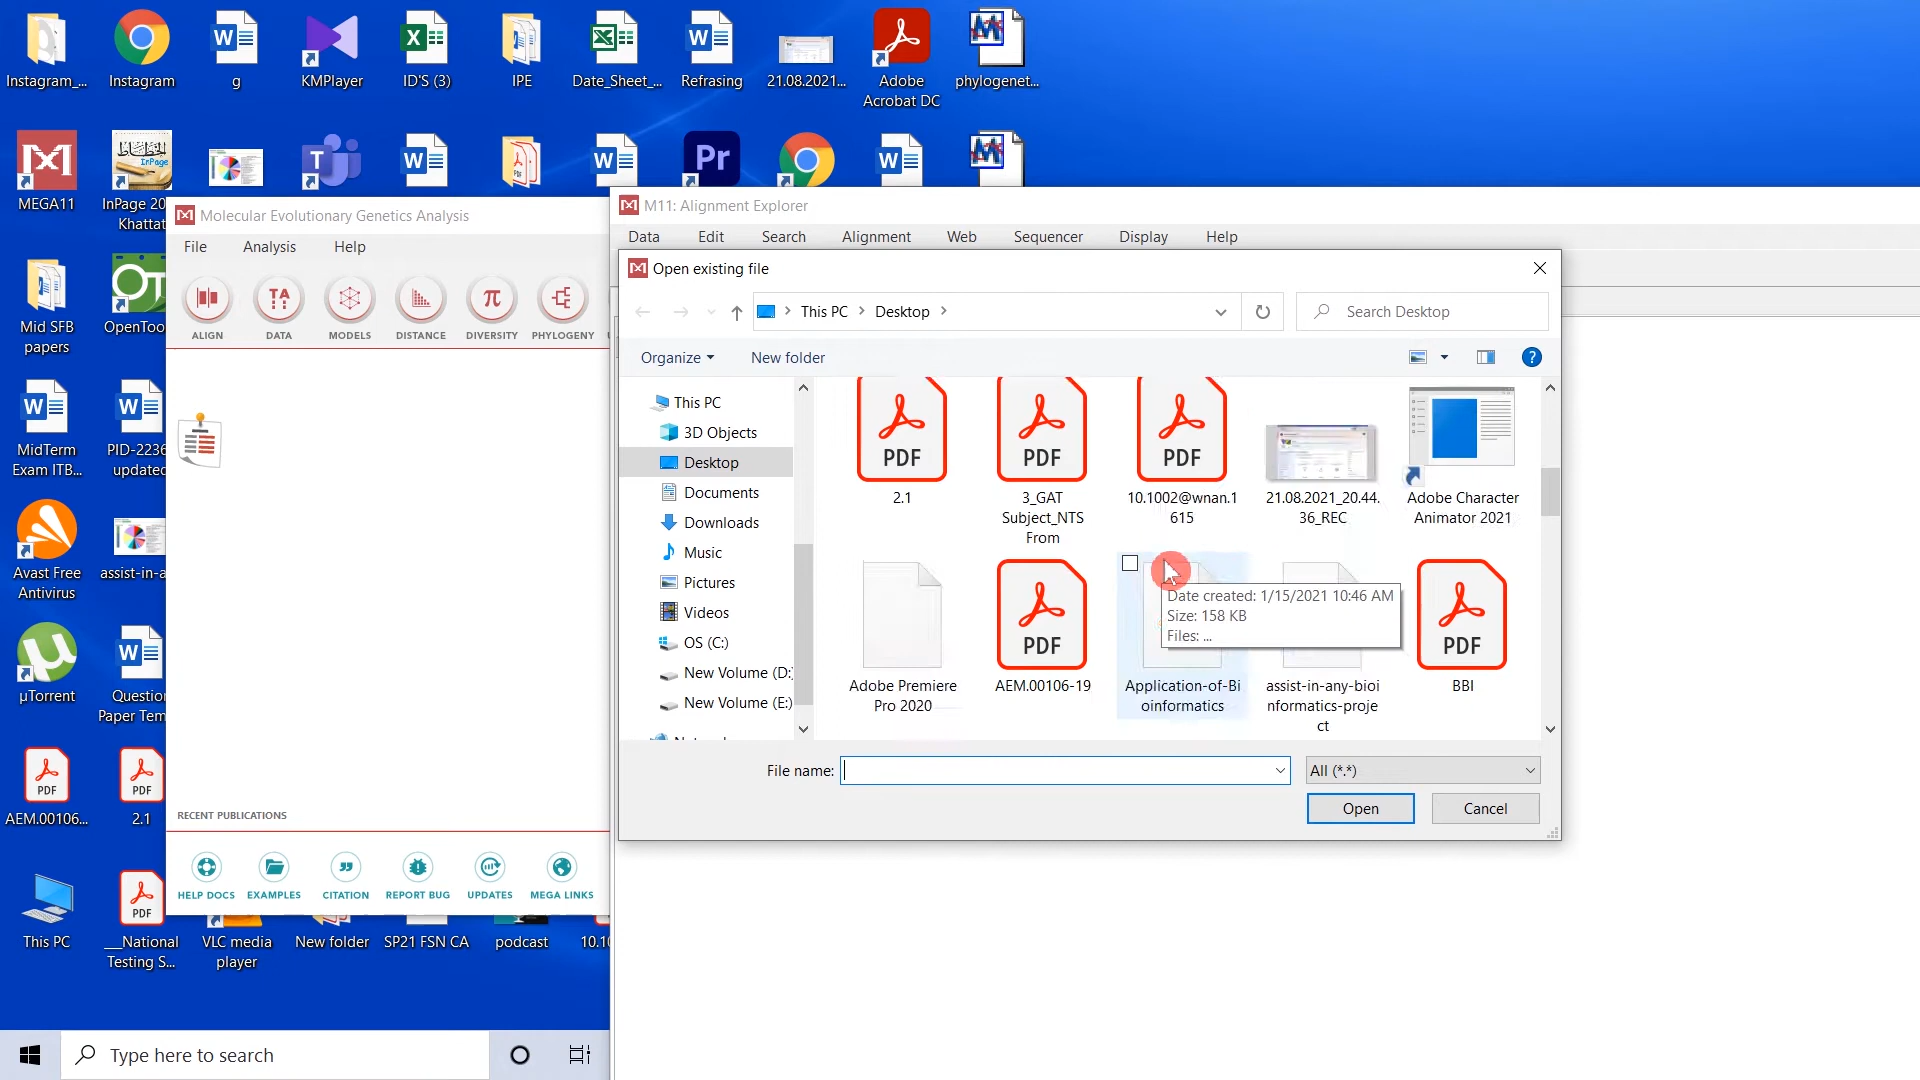 Instagram_...
Instagram
g
KMPlayer
ID'S (3)
IPE
Date_Sheet_...
Refrasing
21.08.2021...
Adobe
Acrobat DC
phylogenet...
MEGA11
InPage 20
Khattat
Mid SFB
papers
OpenToo
MidTerm
Exam ITB...
PID-2236
updated
Avast Free
Antivirus
assist-in-a
µTorrent
Question
Paper Tem
AEM.00106...
2.1
This PC
___National
Testing S...
VLC media
player
New folder
SP21 FSN CA
podcast
10.10
Type here to search
Molecular Evolutionary Genetics Analysis
File Analysis Help
TA
π
ALIGN DATA MODELS DISTANCE DIVERSITY PHYLOGENY
RECENT PUBLICATIONS
HELP DOCS EXAMPLES CITATION REPORT BUG UPDATES MEGA LINKS
M11: Alignment Explorer
Data Edit Search Alignment Web Sequencer Display Help
Open existing file
This PC Desktop
Search Desktop
Organize New folder
This PC
3D Objects
Desktop
Documents
Downloads
Music
Pictures
Videos
OS (C:)
New Volume (D:)
New Volume (E:)
PDF PDF PDF
2.1
3_GAT
Subject_NTS
From
10.1002@wnan.1
615
21.08.2021_20.44.
36_REC
Adobe Character
Animator 2021
Date created: 1/15/2021 10:46 AM
Size: 158 KB
Files: ...
PDF PDF
Adobe Premiere
Pro 2020
AEM.00106-19
Application-of-Bi
oinformatics
assist-in-any-bioi
nformatics-proje
ct
BBI
File name:
All (*.*)
Open Cancel